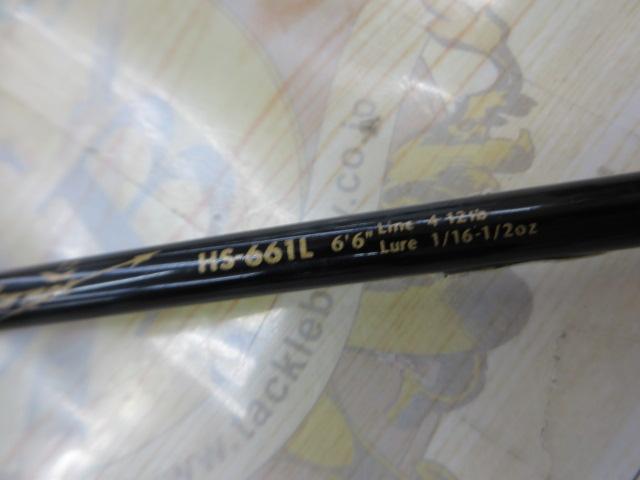 HS-661L 6'6" Line 4-12lb
Lure 1/16-1/2oz
www.tackleb
.co.jp